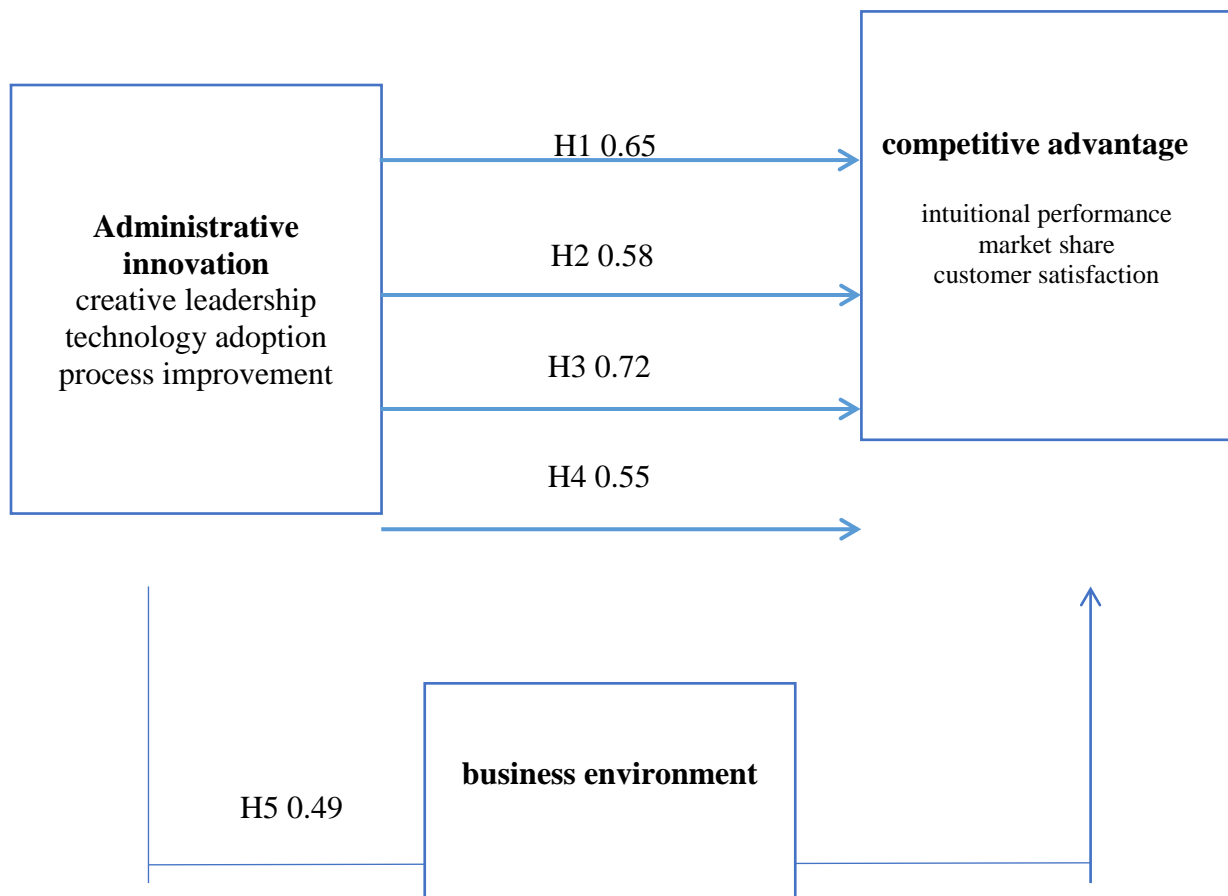 Administrative
innovation
creative leadership
technology adoption
process improvement
H1 0.65
H2 0.58
H3 0.72
H4 0.55
competitive advantage
intuitional performance
market share
customer satisfaction
business environment
H5 0.49